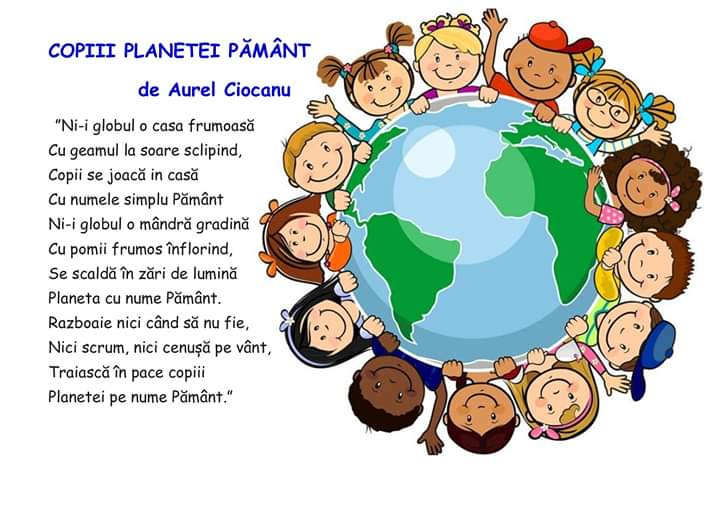 COPIII PLANETEI PĂMÂNT
de Aurel Ciocanu
"Ni-i globul o casa frumoasă
Cu geamul la soare sclipind,
Copii se joacă in casă
Cu numele simplu Pământ
Ni-i globul o mândră gradină
Cu pomii frumos înflorind,
Se scaldă în zări de lumină
Planeta cu nume Pământ.
Razboaie nici când să nu fie,
Nici scrum, nici cenuşă pe vânt,
Traiască în pace copiii
Planetei pe nume Pământ."